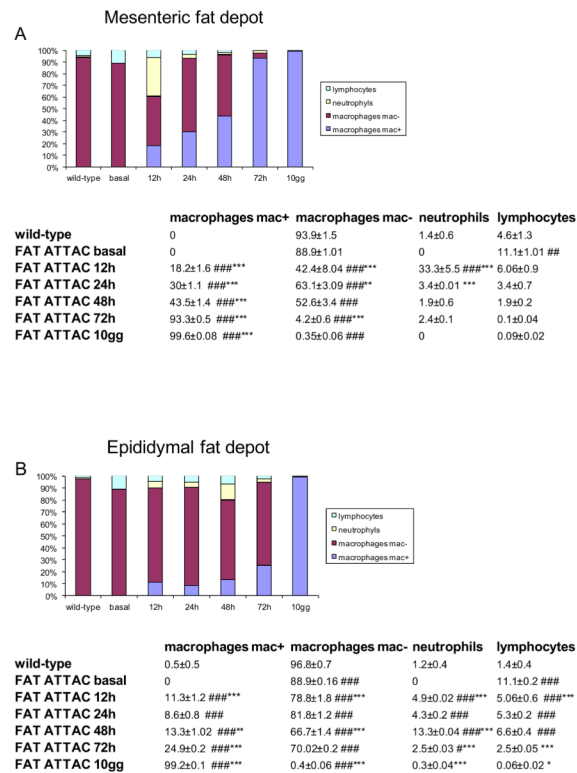 Mesenteric fat depot
A
100%
90%
80%
70%
60%
50%
40%
30%
20%
10%
0%
wild-type basal 12h 24h 48h 72h 10gg
lymphocytes
neutrophyls
macrophages mac-
macrophages mac+
macrophages mac+ macrophages mac- neutrophils lymphocytes
wild-type 0 93.9±1.5 1.4±0.6 4.6±1.3
FAT ATTAC basal 0 88.9±1.01 0 11.1±1.01 ##
FAT ATTAC 12h 18.2±1.6 ###*** 42.4±8.04 ###*** 33.3±5.5 ###*** 6.06±0.9
FAT ATTAC 24h 30±1.1 ###*** 63.1±3.09 ###** 3.4±0.01 *** 3.4±0.7
FAT ATTAC 48h 43.5±1.4 ###*** 52.6±3.4 ### 1.9±0.6 1.9±0.2
FAT ATTAC 72h 93.3±0.5 ###*** 4.2±0.6 ###*** 2.4±0.1 0.1±0.04
FAT ATTAC 10gg 99.6±0.08 ###*** 0.35±0.06 ### 0 0.09±0.02
Epididymal fat depot
B
100%
90%
80%
70%
60%
50%
40%
30%
20%
10%
0%
wild-type basal 12h 24h 48h 72h 10gg
lymphocytes
neutrophyls
macrophages mac-
macrophages mac+
macrophages mac+ macrophages mac- neutrophils lymphocytes
wild-type 0.5±0.5 96.8±0.7 1.2±0.4 1.4±0.4
FAT ATTAC basal 0 88.9±0.16 ### 0 11.1±0.2 ###
FAT ATTAC 12h 11.3±1.2 ###*** 78.8±1.8 ###*** 4.9±0.02 ###*** 5.06±0.6 ###***
FAT ATTAC 24h 8.6±0.8 ### 81.8±1.2 ### 4.3±0.2 ### 5.3±0.2 ###
FAT ATTAC 48h 13.3±1.02 ###** 66.7±1.4 ###*** 13.3±0.04 ###*** 6.6±0.4 ###
FAT ATTAC 72h 24.9±0.2 ###*** 70.02±0.2 ### 2.5±0.03 #*** 2.5±0.05 ***
FAT ATTAC 10gg 99.2±0.1 ###*** 0.4±0.06 ###*** 0.3±0.04*** 0.06±0.02 *